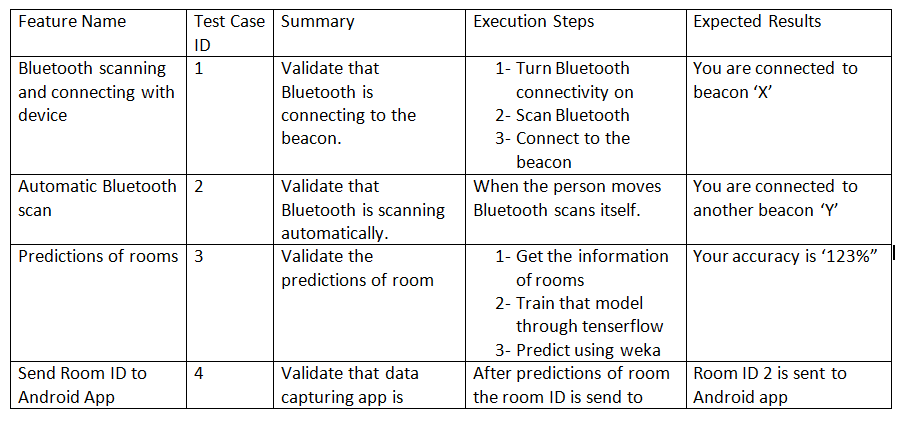 Feature Name
Test Case
ID
Summary
Execution Steps
Expected Results
Bluetooth scanning
and connecting with
device
1
Validate that
Bluetooth is
connecting to the
beacon.
1- Turn Bluetooth
connectivity on
2- Scan Bluetooth
3- Connect to the
beacon
You are connected to
beacon ‘X’
Automatic Bluetooth
scan
2
Validate that
Bluetooth is scanning
automatically.
When the person moves
Bluetooth scans itself.
You are connected to
another beacon ‘Y’
Predictions of rooms
3
Validate the
predictions of room
1- Get the information
of rooms
2- Train that model
through tenserflow
3- Predict using weka
Your accuracy is ‘123%”
Send Room ID to
Android App
4
Validate that data
capturing app is
After predictions of room
the room ID is send to
Room ID 2 is sent to
Android app